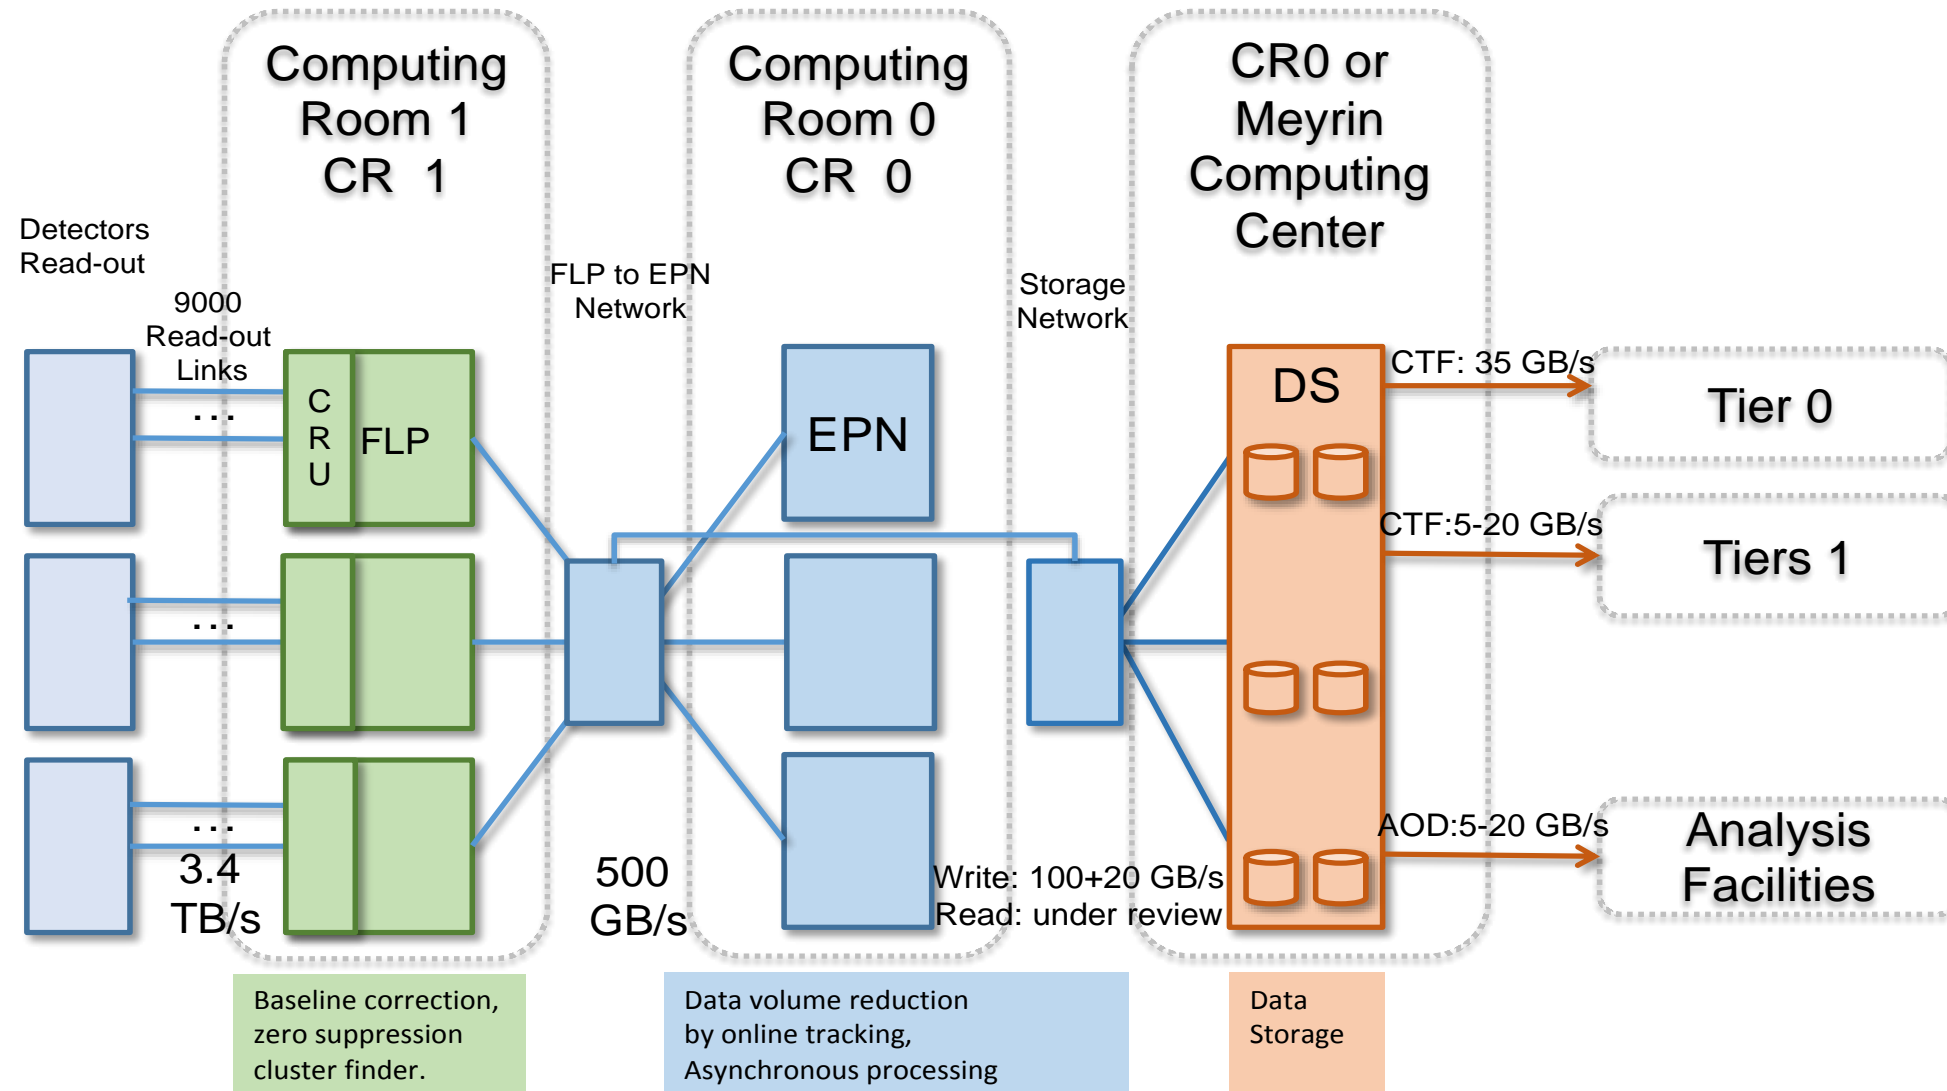 Computing
Room 1
CR 1
Computing
Room 0
CR 0
CR0 or
Meyrin
Computing
Center
Detectors
Read-out
9000
Read-out
Links
FLP to EPN
Network
Storage
Network
...
C
R
U
FLP
EPN
DS
CTF: 35 GB/s
Tier 0
...
CTF:5-20 GB/s
Tiers 1
...
3.4
TB/s
500
GB/s
Write: 100+20 GB/s
Read: under review
AOD:5-20 GB/s
Analysis
Facilities
Baseline correction,
zero suppression
cluster finder.
Data volume reduction
by online tracking,
Asynchronous processing
Data
Storage